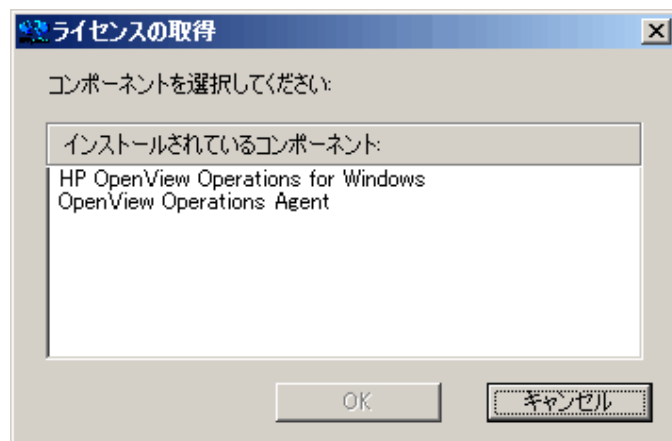 ライセンスの取得
コンポーネントを選択してください:
インストールされているコンポーネント:
HP OpenView Operations for Windows
OpenView Operations Agent
OK
キャンセル